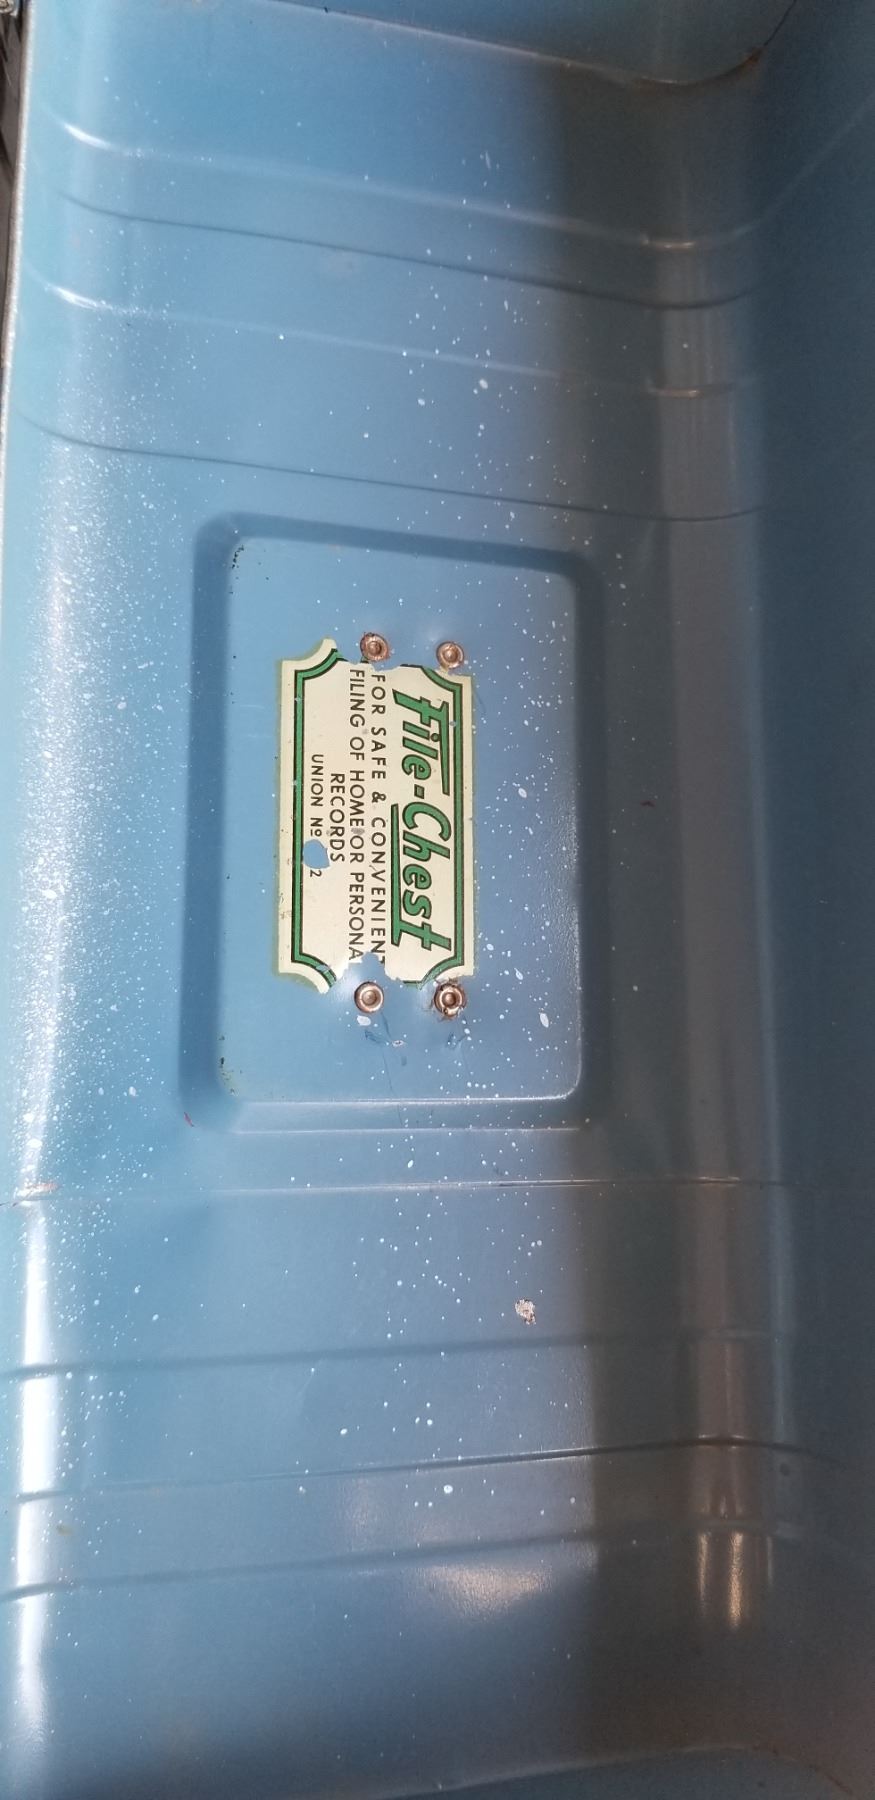 File-Chest
FOR SAFE & CONVENIENT
FILING OF HOME OR PERSONA
RECORDS
UNION Nº 2